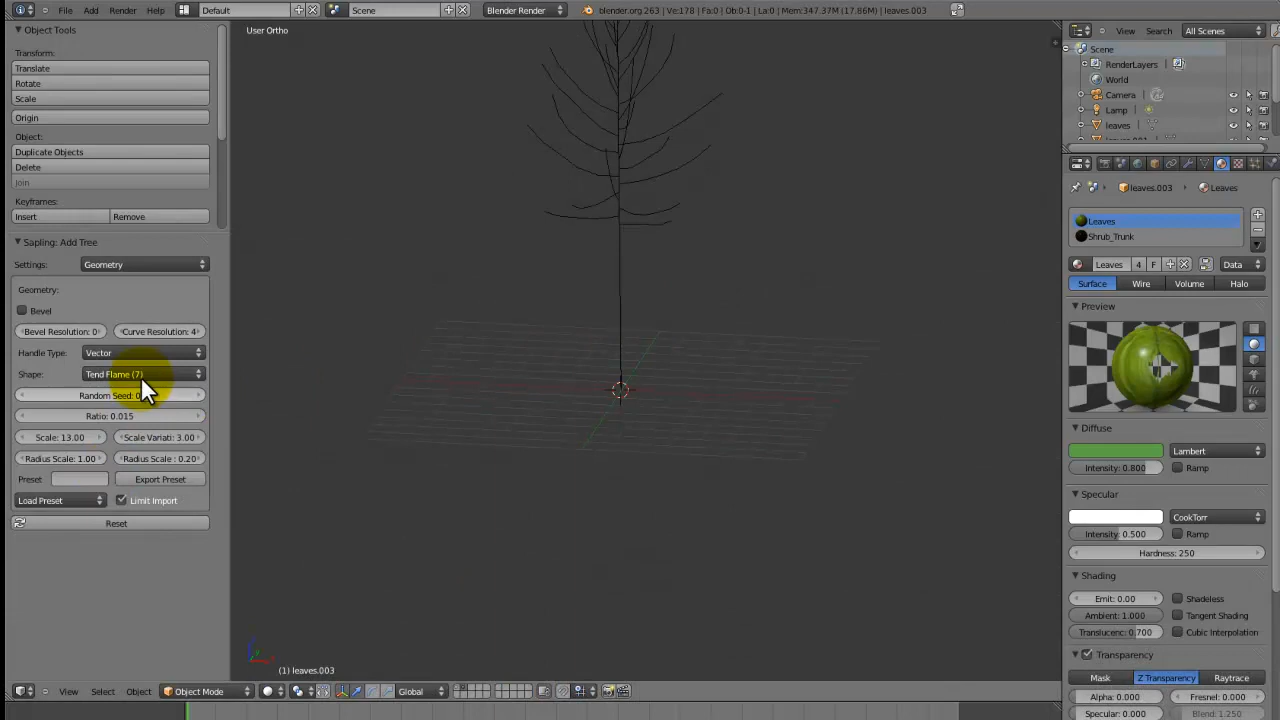 File Add Render Help Default Scene Blender Render blender.org.263 | Ve:178 | Fa:0 | Ob:0-1 | La:0 | Mem:347.37M (17.86M) | leaves.003
Object Tools
Transform:
Translate
Rotate
Scale
Origin
Object:
Duplicate Objects
Delete
Join
Keyframes:
Insert Remove
Sapling: Add Tree
Settings: Geometry
Geometry:
Bevel
Bevel Resolution: 0 Curve Resolution: 4
Handle Type: Vector
Shape: Tend Flame (7)
Random Seed: 0
Ratio: 0.015
Scale: 13.00 Scale Variati: 3.00
Radius Scale: 1.00 Radius Scale : 0.20
Preset Export Preset
Load Preset Limit Import
Reset
User Ortho
(1) leaves.003
View Select Object Object Mode Global
View Search All Scenes
Scene
RenderLayers
World
Camera
Lamp
leaves
leaves.003 Leaves
Leaves
Shrub_Trunk
Leaves 4 F Data
Surface Wire Volume Halo
Preview
Diffuse
Lambert
Intensity: 0.800 Ramp
Specular
CookTorr
Intensity: 0.500 Ramp
Hardness: 250
Shading
Emit: 0.00 Shadeless
Ambient: 1.000 Tangent Shading
Translucenc: 0.700 Cubic Interpolation
Transparency
Mask Z Transparency Raytrace
Alpha: 0.000 Fresnel: 0.000
Specular: 0.000 Blend: 1.250